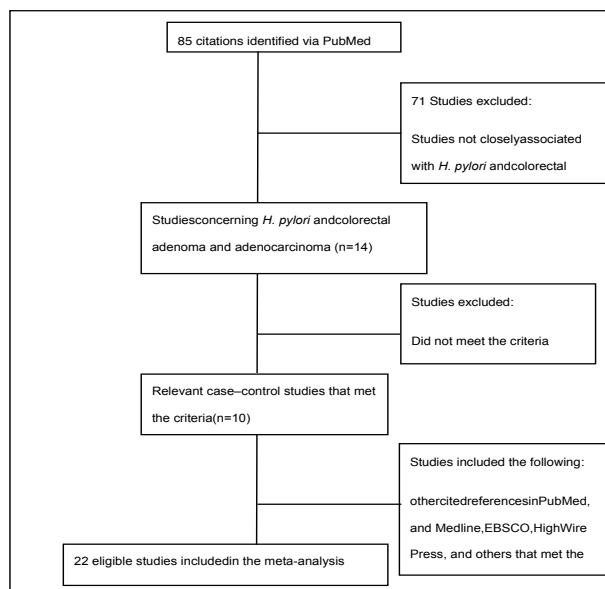 85 citations identified via PubMed
71 Studies excluded:
Studies not closelyassociated
with H. pylori andcolorectal
Studiesconcerning H. pylori andcolorectal
adenoma and adenocarcinoma (n=14)
Studies excluded:
Did not meet the criteria
Relevant case–control studies that met
the criteria(n=10)
Studies included the following:
othercitedreferencesinPubMed,
and Medline,EBSCO,HighWire
Press, and others that met the
22 eligible studies includedin the meta-analysis